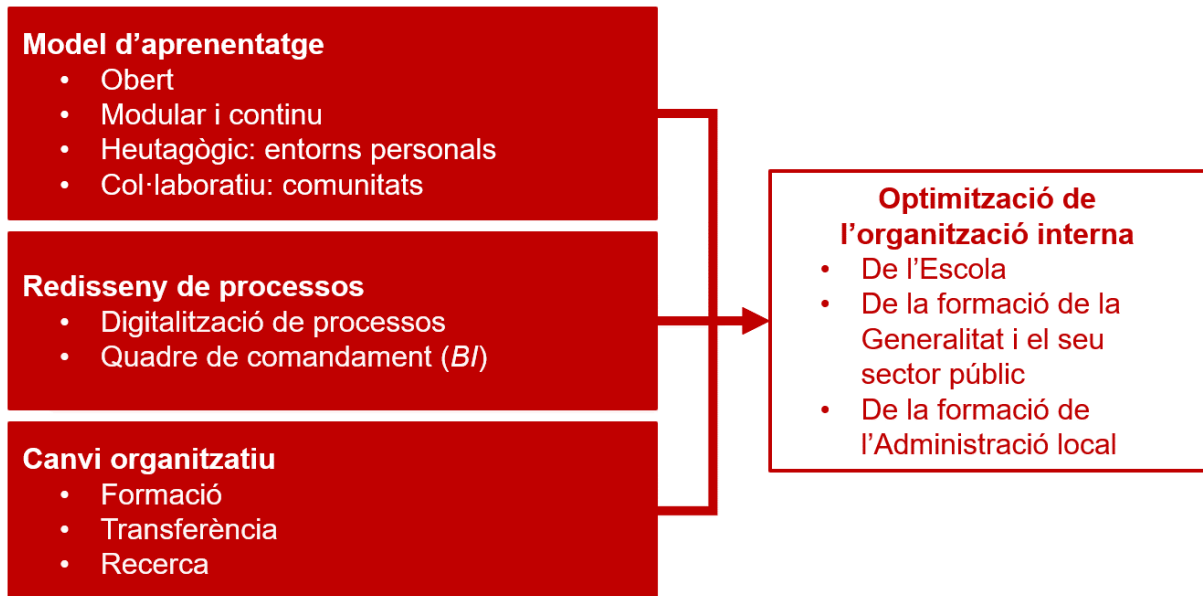 Model d’aprenentatge
• Obert
• Modular i continu
• Heutagògic: entorns personals
• Col·laboratiu: comunitats
Redisseny de processos
• Digitalització de processos
• Quadre de comandament (BI)
Canvi organitzatiu
• Formació
• Transferència
• Recerca
Optimització de
l’organització interna
• De l’Escola
• De la formació de la
Generalitat i el seu
sector públic
• De la formació de
l’Administració local